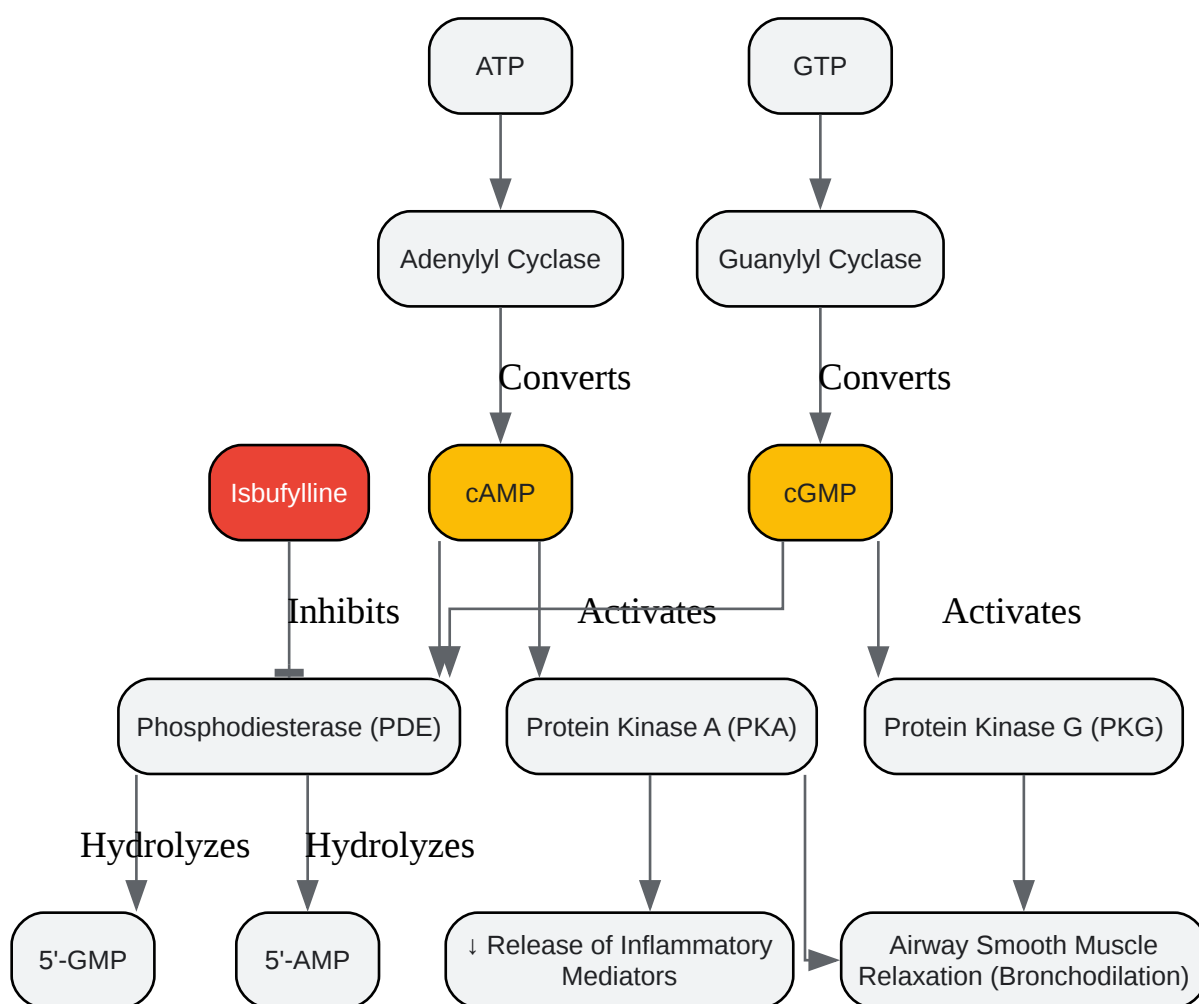 ATP
GTP
Adenylyl Cyclase
Guanylyl Cyclase
Converts
Converts
Isbufylline
cAMP
cGMP
Inhibits
Activates
Activates
Phosphodiesterase (PDE)
Protein Kinase A (PKA)
Protein Kinase G (PKG)
Hydrolyzes
Hydrolyzes
5'-GMP
5'-AMP
↓ Release of Inflammatory
Mediators
Airway Smooth Muscle
Relaxation (Bronchodilation)